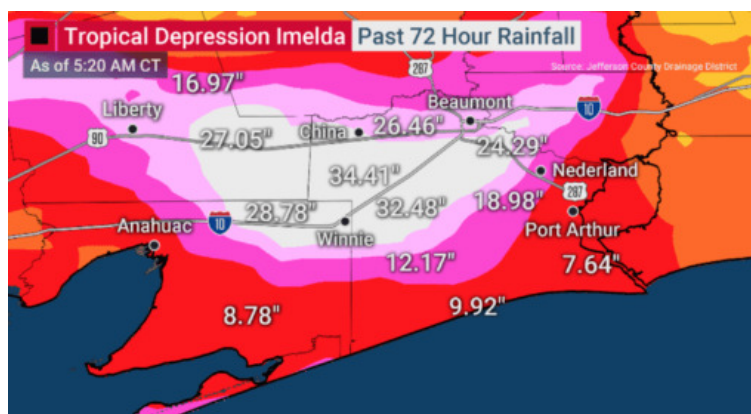 Tropical Depression Imelda Past 72 Hour Rainfall
As of 5:20 AM CT
287
Source: Jefferson County Drainage District
16.97"
Liberty
Beaumont
10
90
27.05"
China
26.46"
24.29"
34.41"
Nederland
18.98"
287
28.78"
32.48"
Port Arthur
Anahuac
10
Winnie
12.17"
7.64"
8.78"
9.92"